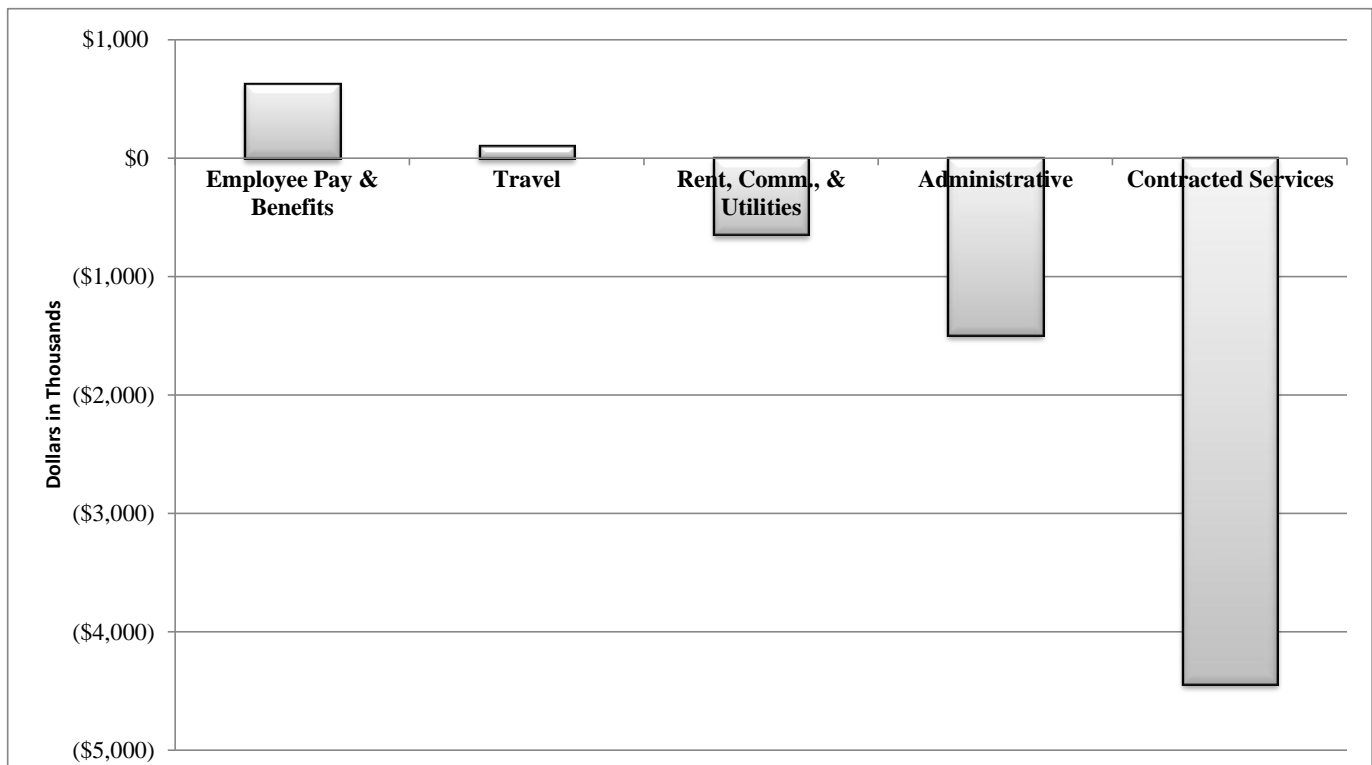 $1,000
$0
Employee Pay &
Benefits
Travel
Rent, Comm., &
Utilities
Administrative
Contracted Services
($1,000)
($2,000)
($3,000)
($4,000)
($5,000)
Dollars in Thousands